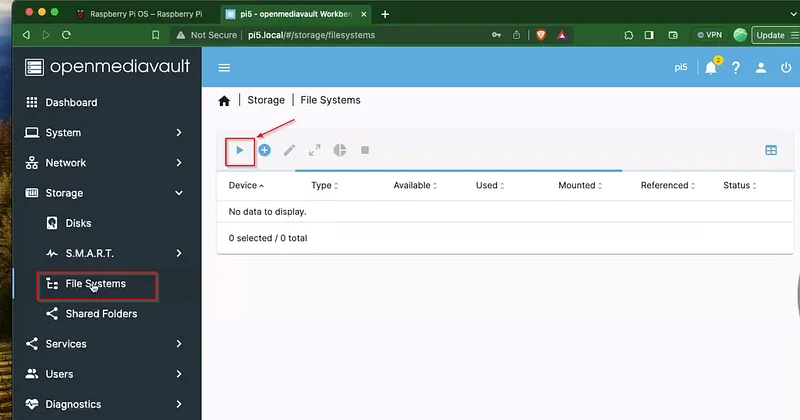 Raspberry Pi OS – Raspberry Pi
pi5 - openmediavault Workben
Not Secure
pi5.local/#/storage/filesystems
VPN
Update
openmediavault
pi5
2
Dashboard
System
Network
Storage
Disks
S.M.A.R.T.
File Systems
Shared Folders
Services
Users
Diagnostics
Storage | File Systems
Device Type Available Used Mounted Referenced Status
No data to display.
0 selected / 0 total